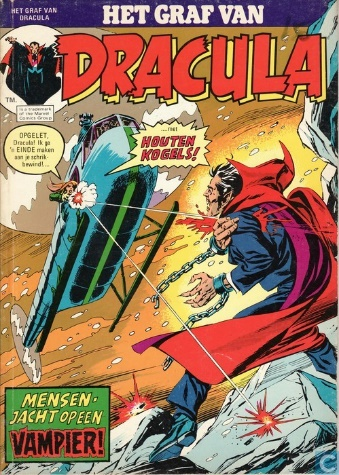 HET GRAF VAN
DRACULA
HET GRAF VAN
DRACULA
TM.
is a trademark
of the Marvel
Comics Group
OPGELET,
Dracula! Ik ga
'n EINDE maken
aan je schrik-
bewind!...
....met
HOUTEN
KOGELS!
MENSEN-
JACHT OP EEN
VAMPIER!
C